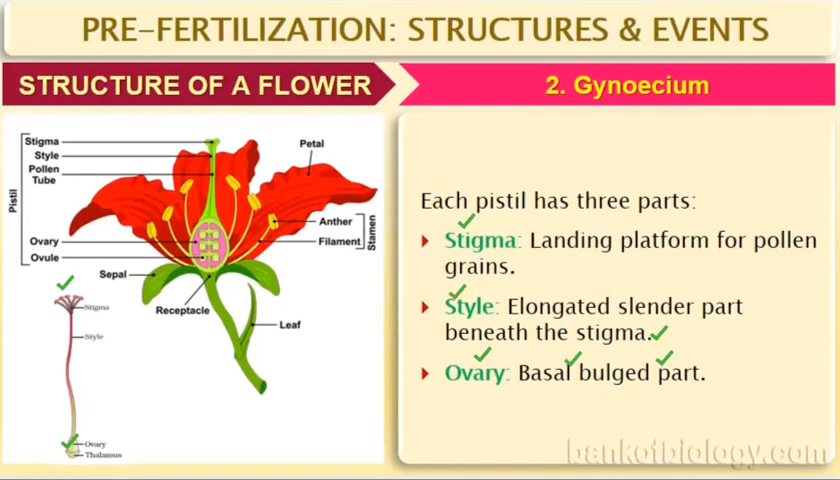 PRE-FERTILIZATION: STRUCTURES & EVENTS
STRUCTURE OF A FLOWER
2. Gynoecium
Stigma
Style
Pollen
Tube
Pistil
Ovary
Ovule
Sepal
Receptacle
Petal
Anther
Filament
Stamen
Leaf
Stigma
Style
Ovary
Thalamus
Each pistil has three parts:
Stigma: Landing platform for pollen
grains.
Style: Elongated slender part
beneath the stigma.
Ovary: Basal bulged part.
bankofbiology.com